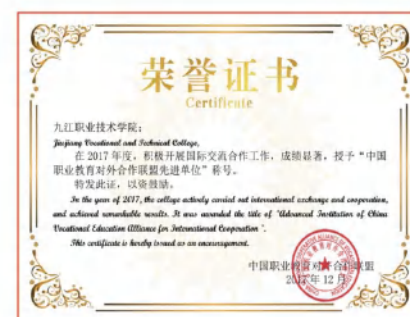 荣誉证书
Certificate
九江职业技术学院：
Jiujiang Vocational and Technical College,
在 2017 年度，积极开展国际交流合作工作，成绩显著，授予“中国
职业教育对外合作联盟先进单位”称号。
特发此证，以资鼓励。
In the year of 2017, the college actively carried out international exchange and cooperation,
and achieved remarkable results. It was awarded the title of "Advanced Institution of China
Vocational Education Alliance for International Cooperation ".
This certificate is hereby issued as an encouragement.
中国职业教育对外合作联盟
2017年 12月